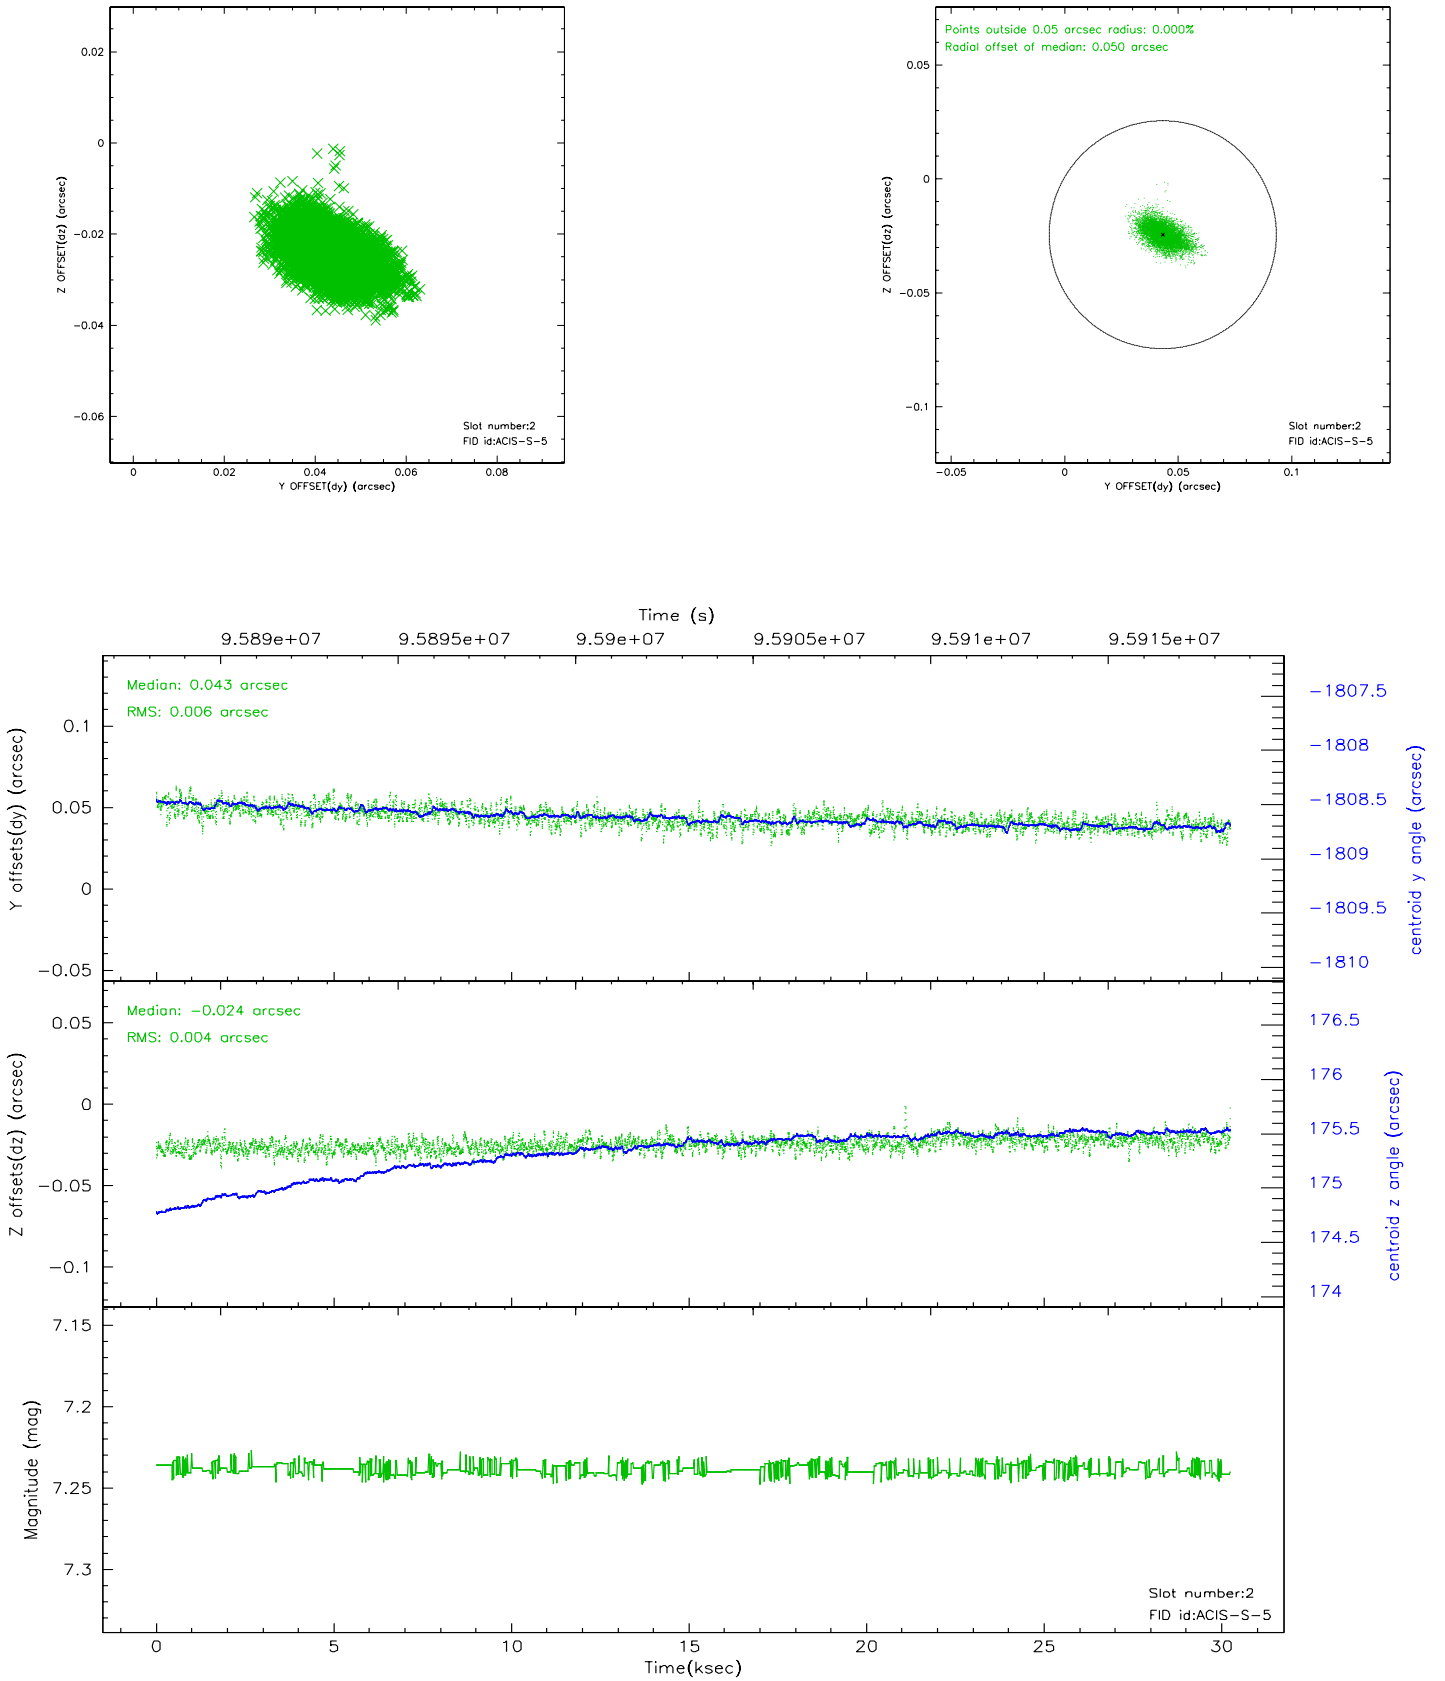 0.02
0
−0.02
−0.04
−0.06
Z OFFSET(dz) (arcsec)
0
0.02
0.04
0.06
0.08
Y OFFSET(dy) (arcsec)
Slot number:2
FID id:ACIS−S−5
Points outside 0.05 arcsec radius: 0.000%
Radial offset of median: 0.050 arcsec
0.05
0
−0.05
−0.1
Z OFFSET(dz) (arcsec)
−0.05
0
0.05
0.1
Y OFFSET(dy) (arcsec)
Slot number:2
FID id:ACIS−S−5
Time (s)
9.589e+07
9.5895e+07
9.59e+07
9.5905e+07
9.591e+07
9.5915e+07
Median: 0.043 arcsec
RMS: 0.006 arcsec
0.1
0.05
0
−0.05
Y offsets(dy) (arcsec)
−1807.5
−1808
−1808.5
−1809
−1809.5
−1810
centroid y angle (arcsec)
Median: −0.024 arcsec
RMS: 0.004 arcsec
0.05
0
−0.05
−0.1
Z offsets(dz) (arcsec)
176.5
176
175.5
175
174.5
174
centroid z angle (arcsec)
7.15
7.2
7.25
7.3
Magnitude (mag)
Slot number:2
FID id:ACIS−S−5
0
5
10
15
20
25
30
Time(ksec)